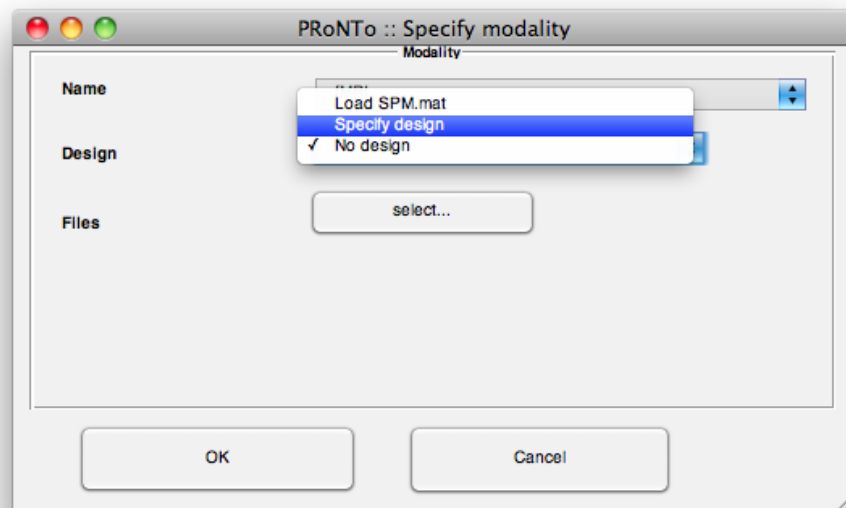 PRoNTo :: Specify modality
Modality
Name
Load SPM.mat
Specify design
Design
✓ No design
Files
select...
OK
Cancel